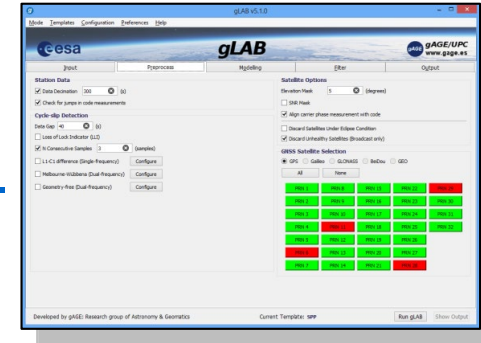 gLAB v5.1.0
Mode Templates Configuration Preferences Help
esa gLAB gAGE gAGE/UPC
www.gage.es
Input Preprocess Modelling Filter Output
Station Data
Data Decimation 300 (s)
Check for jumps in code measurements
Cycle-slip Detection
Data Gap 40 (s)
Loss of Lock Indicator (LLI)
N Consecutive Samples 2 (samples)
L1-C1 difference (Single-frequency) Configure
Melbourne-Wübbena (Dual-frequency) Configure
Geometry-free (Dual-frequency) Configure
Satellite Options
Elevation Mask 5 (degrees)
SNR Mask
Align carrier phase measurement with code
Discard Satellites Under Eclipse Condition
Discard Unhealthy Satellites (Broadcast only)
GNSS Satellite Selection
GPS Galileo GLONASS BeiDou GEO
All None
PRN 1 PRN 8 PRN 15 PRN 22
PRN 2 PRN 9 PRN 16 PRN 23 PRN 30
PRN 3 PRN 10 PRN 17 PRN 24 PRN 31
PRN 4 PRN 11 PRN 18 PRN 25 PRN 32
PRN 5 PRN 12 PRN 19 PRN 26
PRN 6 PRN 13 PRN 20 PRN 27
PRN 7 PRN 14 PRN 21
Developed by gAGE: Research group of Astronomy & Geomatics Current Template: SPP Run gLAB Show Output